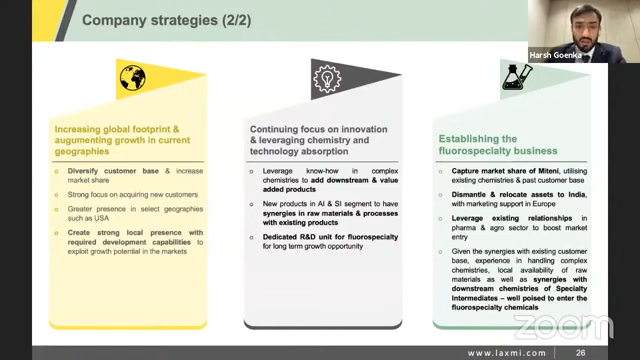 Company strategies (2/2)
Harsh Goenka
Increasing global footprint &
augumenting growth in current
geographies
o Diversify customer base & increase
market share
o Strong focus on acquiring new customers
o Greater presence in select geographies
such as USA
o Create strong local presence with
required development capabilities to
exploit growth potential in the markets
Continuing focus on innovation
& leveraging chemistry and
technology absorption
o Leverage know-how in complex
chemistries to add downstream & value
added products
o New products in AI & SI segment to have
synergies in raw materials & processes
with existing products
o Dedicated R&D unit for fluorospecialty
for long term growth opportunity
Establishing the
fluorospecialty business
o Capture market share of Miteni, utilising
existing chemistries & past customer base
o Dismantle & relocate assets to India,
with marketing support in Europe
o Leverage existing relationships in
pharma & agro sector to boost market
entry
o Given the synergies with existing customer
base, experience in handling complex
chemistries, local availability of raw
materials as well as synergies with
downstream chemistries of Specialty
Intermediates – well poised to enter the
fluorospecialty chemicals
zoom
www.laxmi.com 26